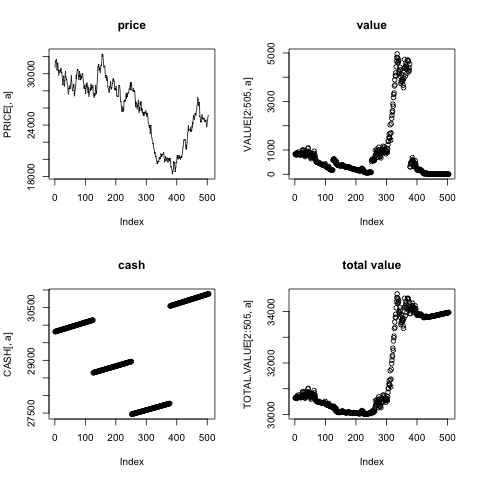 price
PRICE[, a]
18000 24000 30000
0 100 200 300 400 500
Index
value
VALUE[2:505, a]
0 1000 3000 5000
0 100 200 300 400 500
Index
cash
CASH[, a]
27500 29000 30500
0 100 200 300 400 500
Index
total value
TOTAL.VALUE[2:505, a]
30000 32000 34000
0 100 200 300 400 500
Index